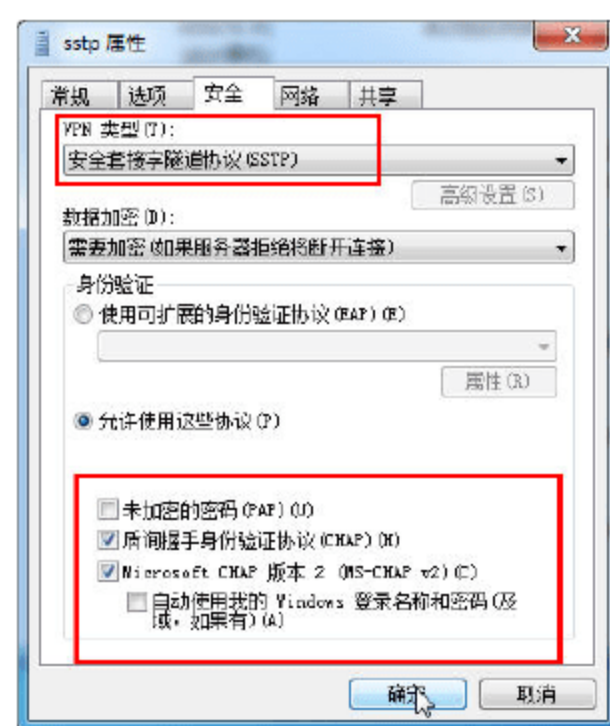 sstp 属性
常规 选项 安全 网络 共享
VPN 类型(T):
安全套接字隧道协议(SSTP)
高级设置(S)
数据加密(D):
需要加密(如果服务器拒绝将断开连接)
身份验证
使用可扩展的身份验证协议(EAP)(E)
属性(R)
允许使用这些协议(P)
未加密的密码(PAP)(U)
质询握手身份验证协议(CHAP)(H)
Microsoft CHAP 版本 2 (MS-CHAP v2)(C)
自动使用我的 Windows 登录名称和密码(及
域，如果有)(A)
确定 取消